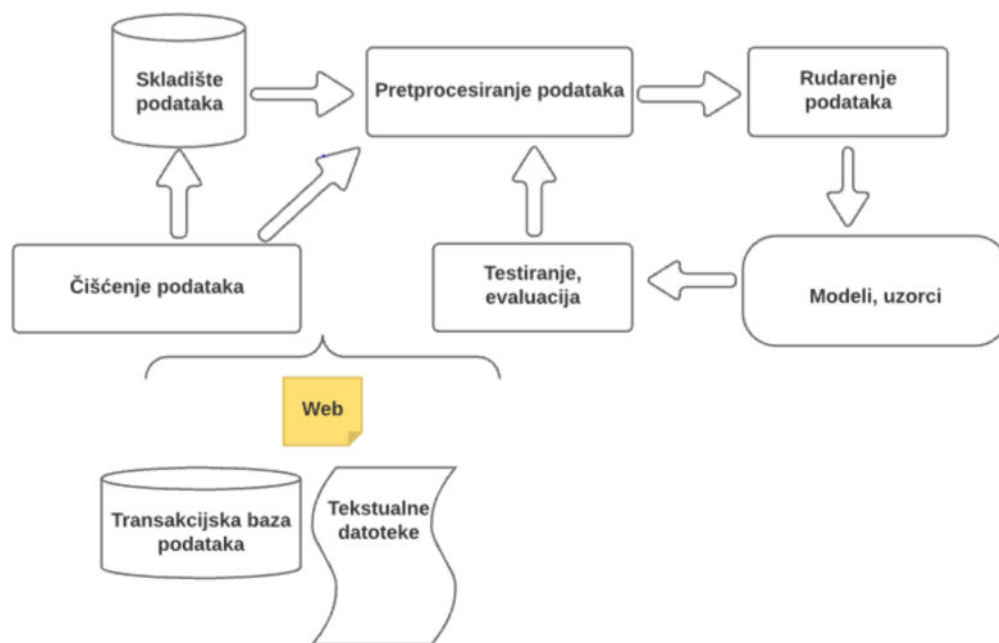 Skladište
podataka
Pretprocesiranje podataka
Rudarenje
podataka
Čišćenje podataka
Testiranje,
evaluacija
Modeli, uzorci
Web
Transakcijska baza
podataka
Tekstualne
datoteke